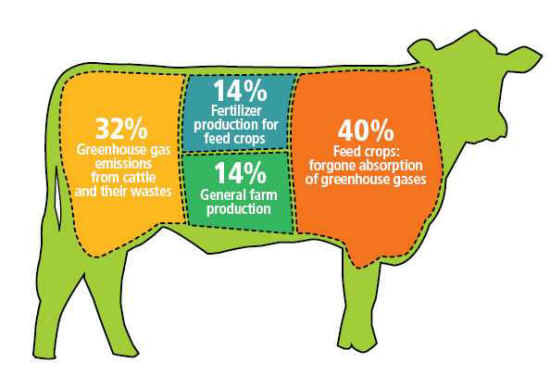 32%
Greenhouse gas
emissions
from cattle
and their wastes
14%
Fertilizer
production for
feed crops
14%
General farm
production
40%
Feed crops:
forgone absorption
of greenhouse gases